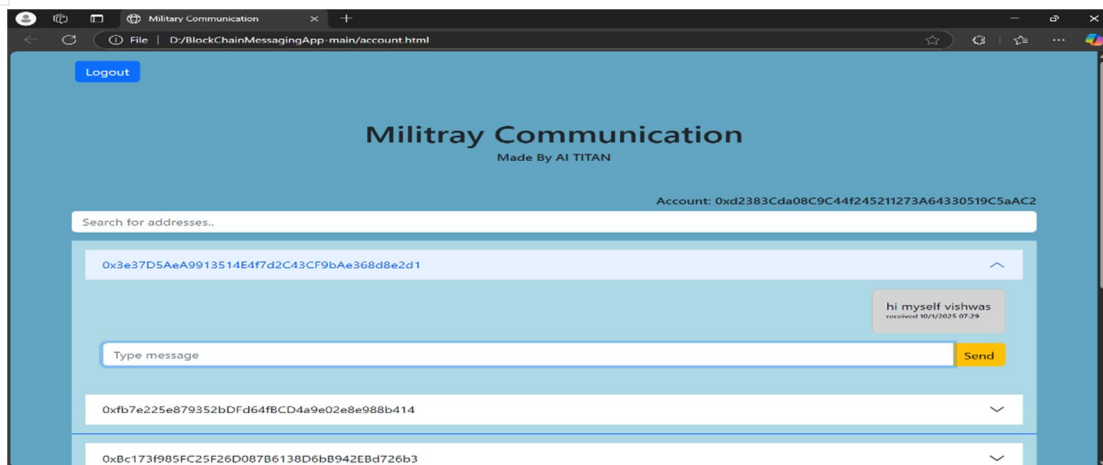 Military Communication
File | D:/BlockChainMessagingApp-main/account.html
Logout
Militray Communication
Made By AI TITAN
Account: 0xd2383Cda08C9C44f245211273A64330519C5aAC2
Search for addresses..
0x3e37D5AeA9913514E4f7d2C43CF9bAe368d8e2d1
hi myself vishwas
received 10/1/2025 07:29
Type message
Send
0xfb7e225e879352bDFd64fBCD4a9e02e8e988b414
0xBc173f985FC25F26D087B6138D6bB942EBd726b3